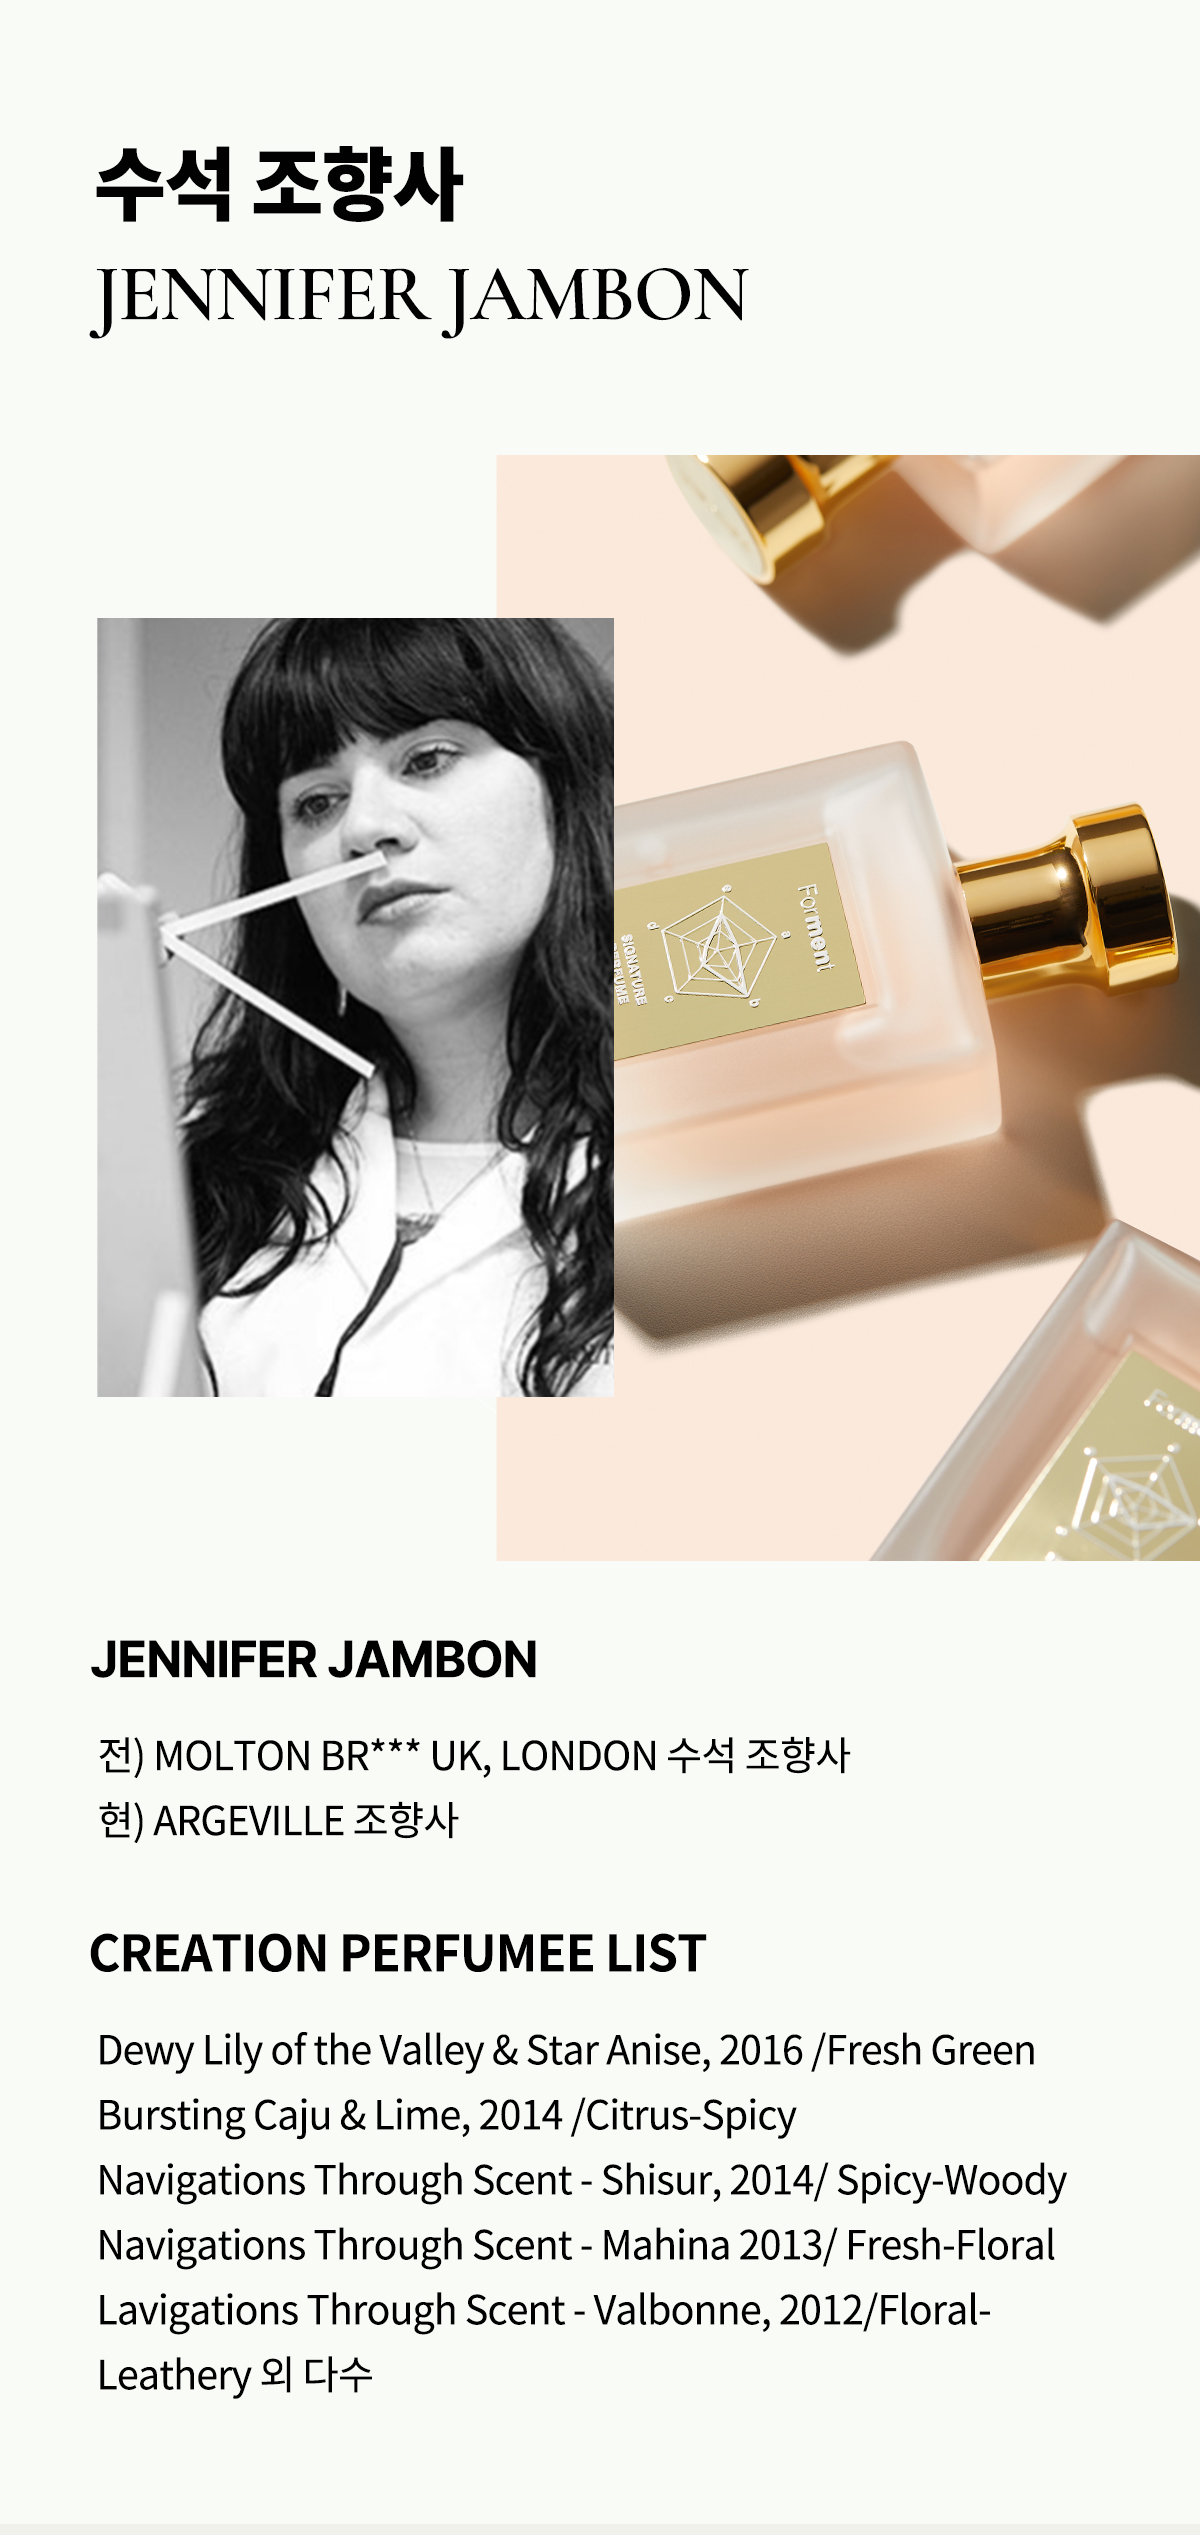 수석 조향사
JENNIFER JAMBON
Forment
a
b
c
d
e
SIGNATURE
PERFUME
JENNIFER JAMBON
전) MOLTON BR*** UK, LONDON 수석 조향사
현) ARGEVILLE 조향사
CREATION PERFUMEE LIST
Dewy Lily of the Valley & Star Anise, 2016 /Fresh Green
Bursting Caju & Lime, 2014 /Citrus-Spicy
Navigations Through Scent - Shisur, 2014/ Spicy-Woody
Navigations Through Scent - Mahina 2013/ Fresh-Floral
Lavigations Through Scent - Valbonne, 2012/Floral-
Leathery 외 다수